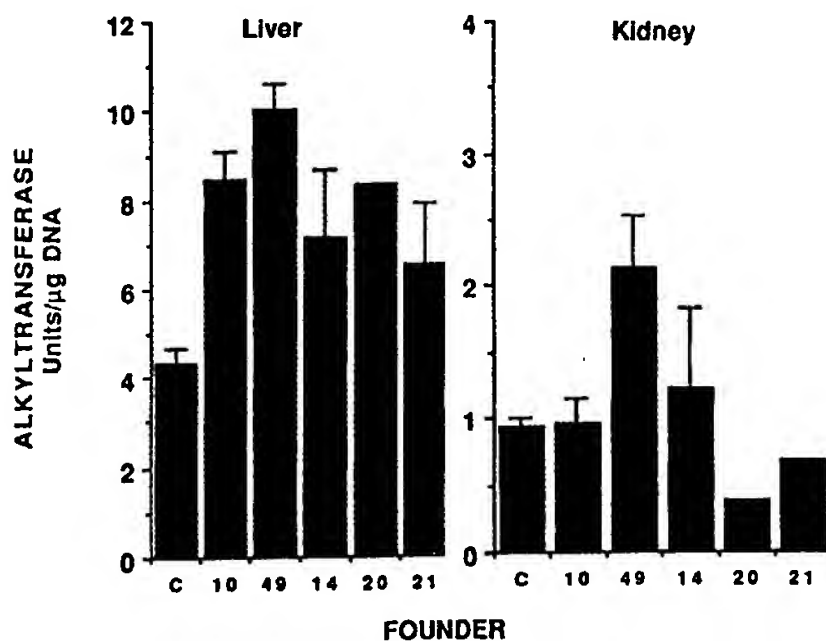 Liver
Kidney
ALKYLTRANSFERASE
Units/µg DNA
12
10
8
6
4
2
0
4
3
2
1
0
C 10 49 14 20 21
C 10 49 14 20 21
FOUNDER